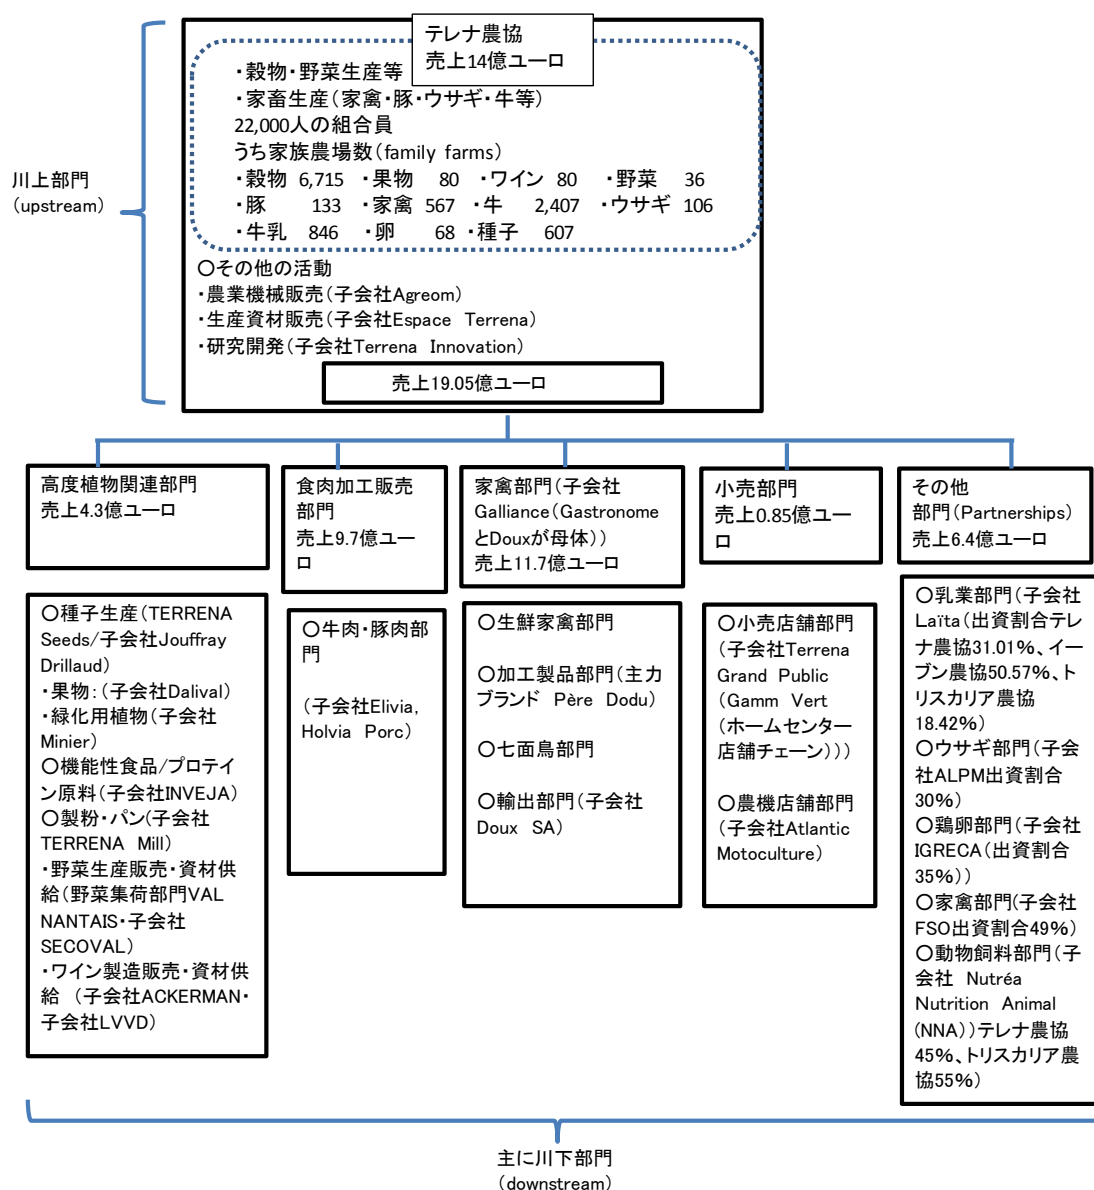 テレナ農協
売上14億ユーロ
・穀物・野菜生産等
・家畜生産（家禽・豚・ウサギ・牛等）
22,000人の組合員
うち家族農場数（family farms）
・穀物 6,715 ・果物 80 ・ワイン 80 ・野菜 36
・豚 133 ・家禽 567 ・牛 2,407 ・ウサギ 106
・牛乳 846 ・卵 68 ・種子 607
川上部門
（upstream）
〇その他の活動
・農業機械販売（子会社Agreom）
・生産資材販売（子会社Espace Terrena）
・研究開発（子会社Terrena Innovation）
売上19.05億ユーロ
高度植物関連部門
売上4.3億ユーロ
食肉加工販売
部門
売上9.7億ユー
ロ
家禽部門（子会社
Galliance（Gastronome
とDouxが母体））
売上11.7億ユーロ
小売部門
売上0.85億ユー
ロ
その他
部門（Partnerships）
売上6.4億ユーロ
〇種子生産（TERRENA
Seeds/子会社Jouffray
Drillaud）
・果物：（子会社Dalival）
・緑化用植物（子会社
Minier）
〇機能性食品/プロテイ
ン原料（子会社INVEJA）
〇製粉・パン（子会社
TERRENA Mill）
・野菜生産販売・資材供
給（野菜集荷部門VAL
NANTAIS・子会社
SECOVAL）
・ワイン製造販売・資材供
給 （子会社ACKERMAN・
子会社LVVD）
〇牛肉・豚肉部
門
（子会社Elivia,
Holvia Porc）
〇生鮮家禽部門
〇加工製品部門（主力
ブランド Père Dodu）
〇七面鳥部門
〇輸出部門（子会社
Doux SA）
〇小売店舗部門
（子会社Terrena
Grand Public
（Gamm Vert
（ホームセンター
店舗チェーン）））
〇農機店舗部門
（子会社Atlantic
Motoculture）
〇乳業部門（子会社
Laïta（出資割合テレ
ナ農協31.01%、イー
ブン農協50.57%、ト
リスカリア農協
18.42%）
〇ウサギ部門（子会
社ALPM出資割合
30%）
〇鶏卵部門（子会社
IGRECA（出資割合
35%））
〇家禽部門（子会社
FSO出資割合49%）
〇動物飼料部門（子
会社 Nutréa
Nutrition Animal
(NNA)）テレナ農協
45%、トリスカリア農
協55%）
主に川下部門
（downstream）